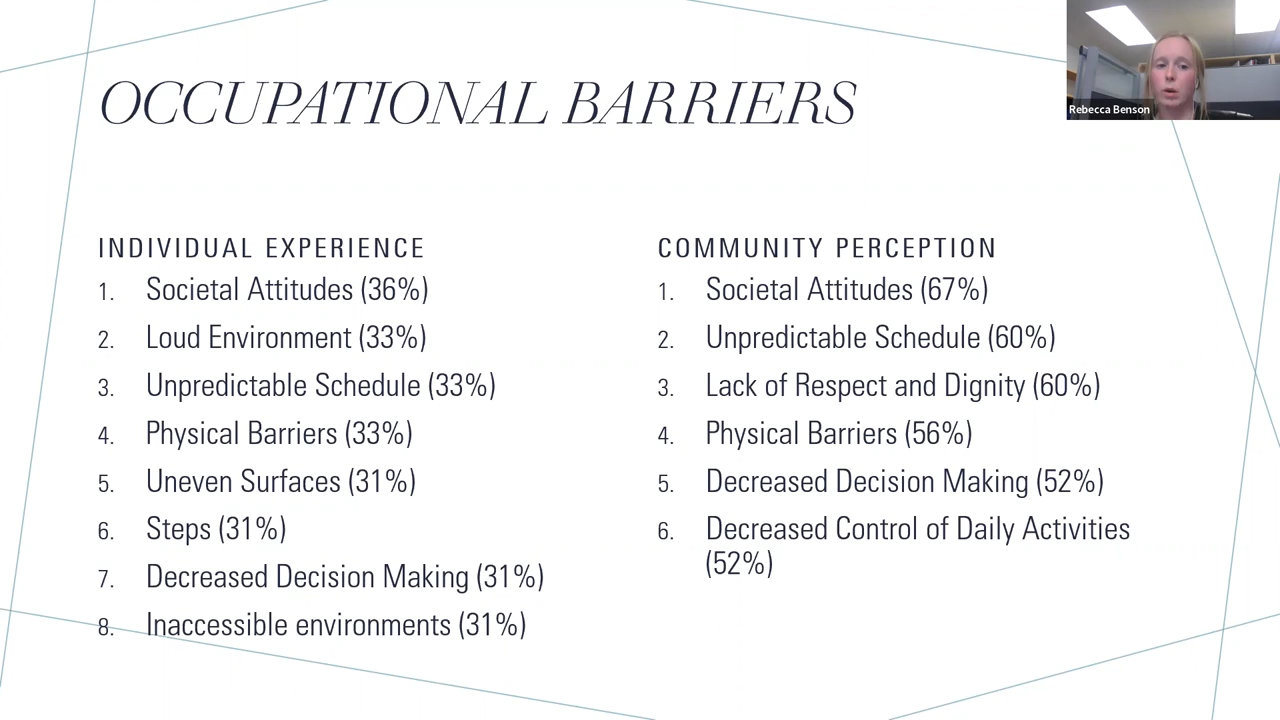 OCCUPATIONAL BARRIERS
Rebecca Benson
INDIVIDUAL EXPERIENCE
1. Societal Attitudes (36%)
2. Loud Environment (33%)
3. Unpredictable Schedule (33%)
4. Physical Barriers (33%)
5. Uneven Surfaces (31%)
6. Steps (31%)
7. Decreased Decision Making (31%)
8. Inaccessible environments (31%)
COMMUNITY PERCEPTION
1. Societal Attitudes (67%)
2. Unpredictable Schedule (60%)
3. Lack of Respect and Dignity (60%)
4. Physical Barriers (56%)
5. Decreased Decision Making (52%)
6. Decreased Control of Daily Activities
(52%)